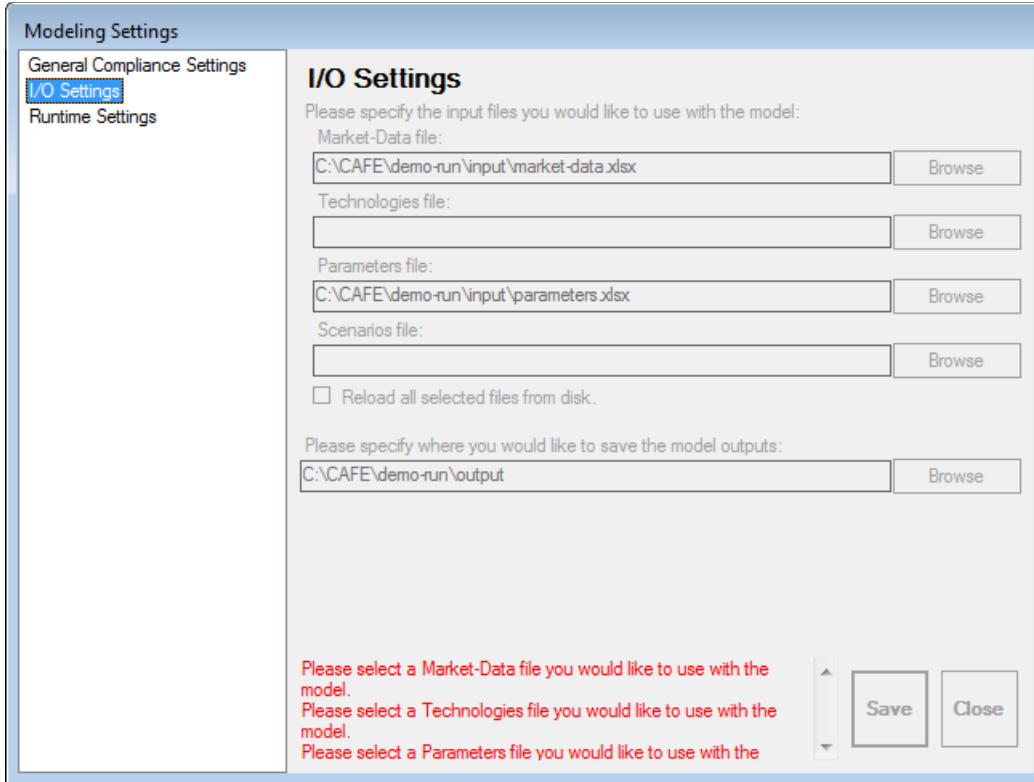 Modeling Settings
General Compliance Settings
I/O Settings
Runtime Settings
I/O Settings
Please specify the input files you would like to use with the model:
Market-Data file:
C:\CAFE\demo-run\input\market-data.xlsx
Browse
Technologies file:
Browse
Parameters file:
C:\CAFE\demo-run\input\parameters.xlsx
Browse
Scenarios file:
Browse
Reload all selected files from disk.
Please specify where you would like to save the model outputs:
C:\CAFE\demo-run\output
Browse
Please select a Market-Data file you would like to use with the
model.
Please select a Technologies file you would like to use with the
model.
Please select a Parameters file you would like to use with the
Save
Close